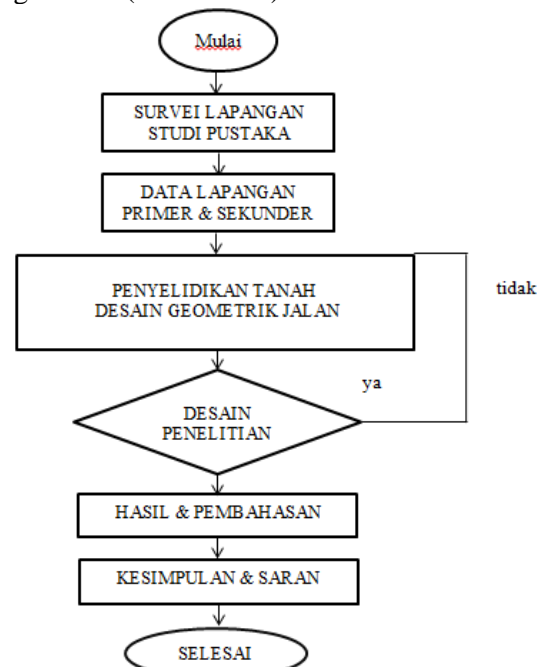 Mulai
SURVEI LAPANGAN
STUDI PUSTAKA
DATA LAPANGAN
PRIMER & SEKUNDER
PENYELIDIKAN TANAH
DESAIN GEOMETRIK JALAN
tidak
ya
DESAIN
PENELITIAN
HASIL & PEMBAHASAN
KESIMPULAN & SARAN
SELESAI